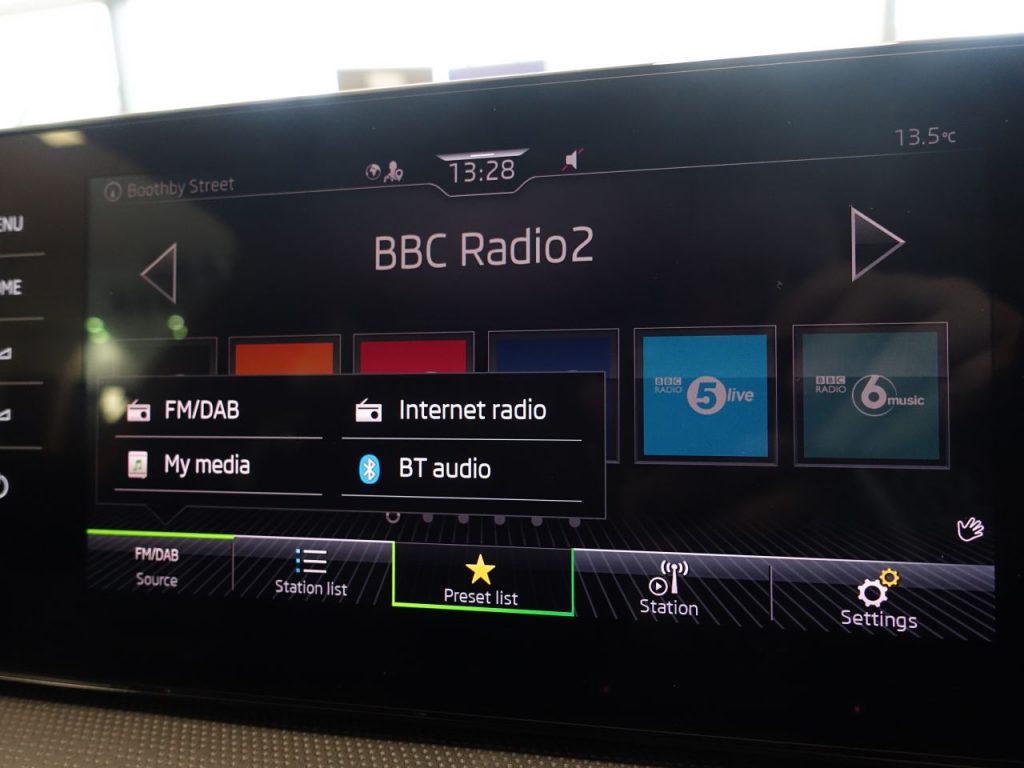 13.5°C
13:28
Boothby Street
ENU
BBC Radio2
OME
BBC
RADIO
5 live
BBC
RADIO
6 music
FM/DAB
Internet radio
My media
BT audio
FM/DAB
Source
Station list
Preset list
Station
Settings